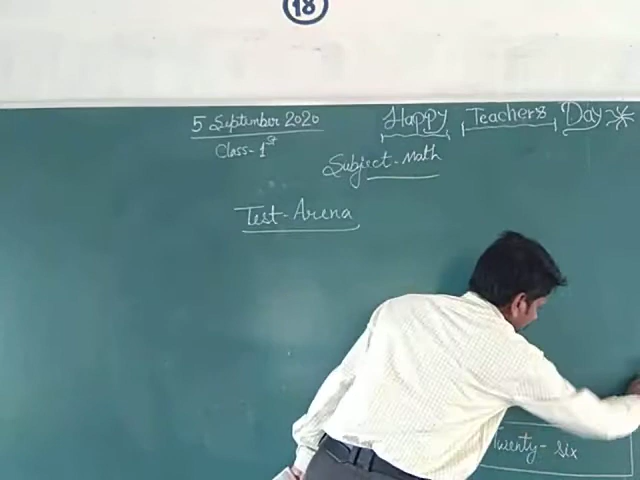 18
5 September 2020 Happy Teachers Day
Class-1st
Subject-Math
Test-Arena
Twenty-six